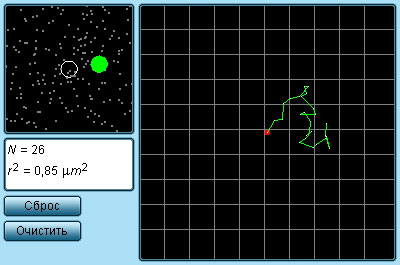 N = 26
r² = 0,85 μm²
Сброс
Очистить